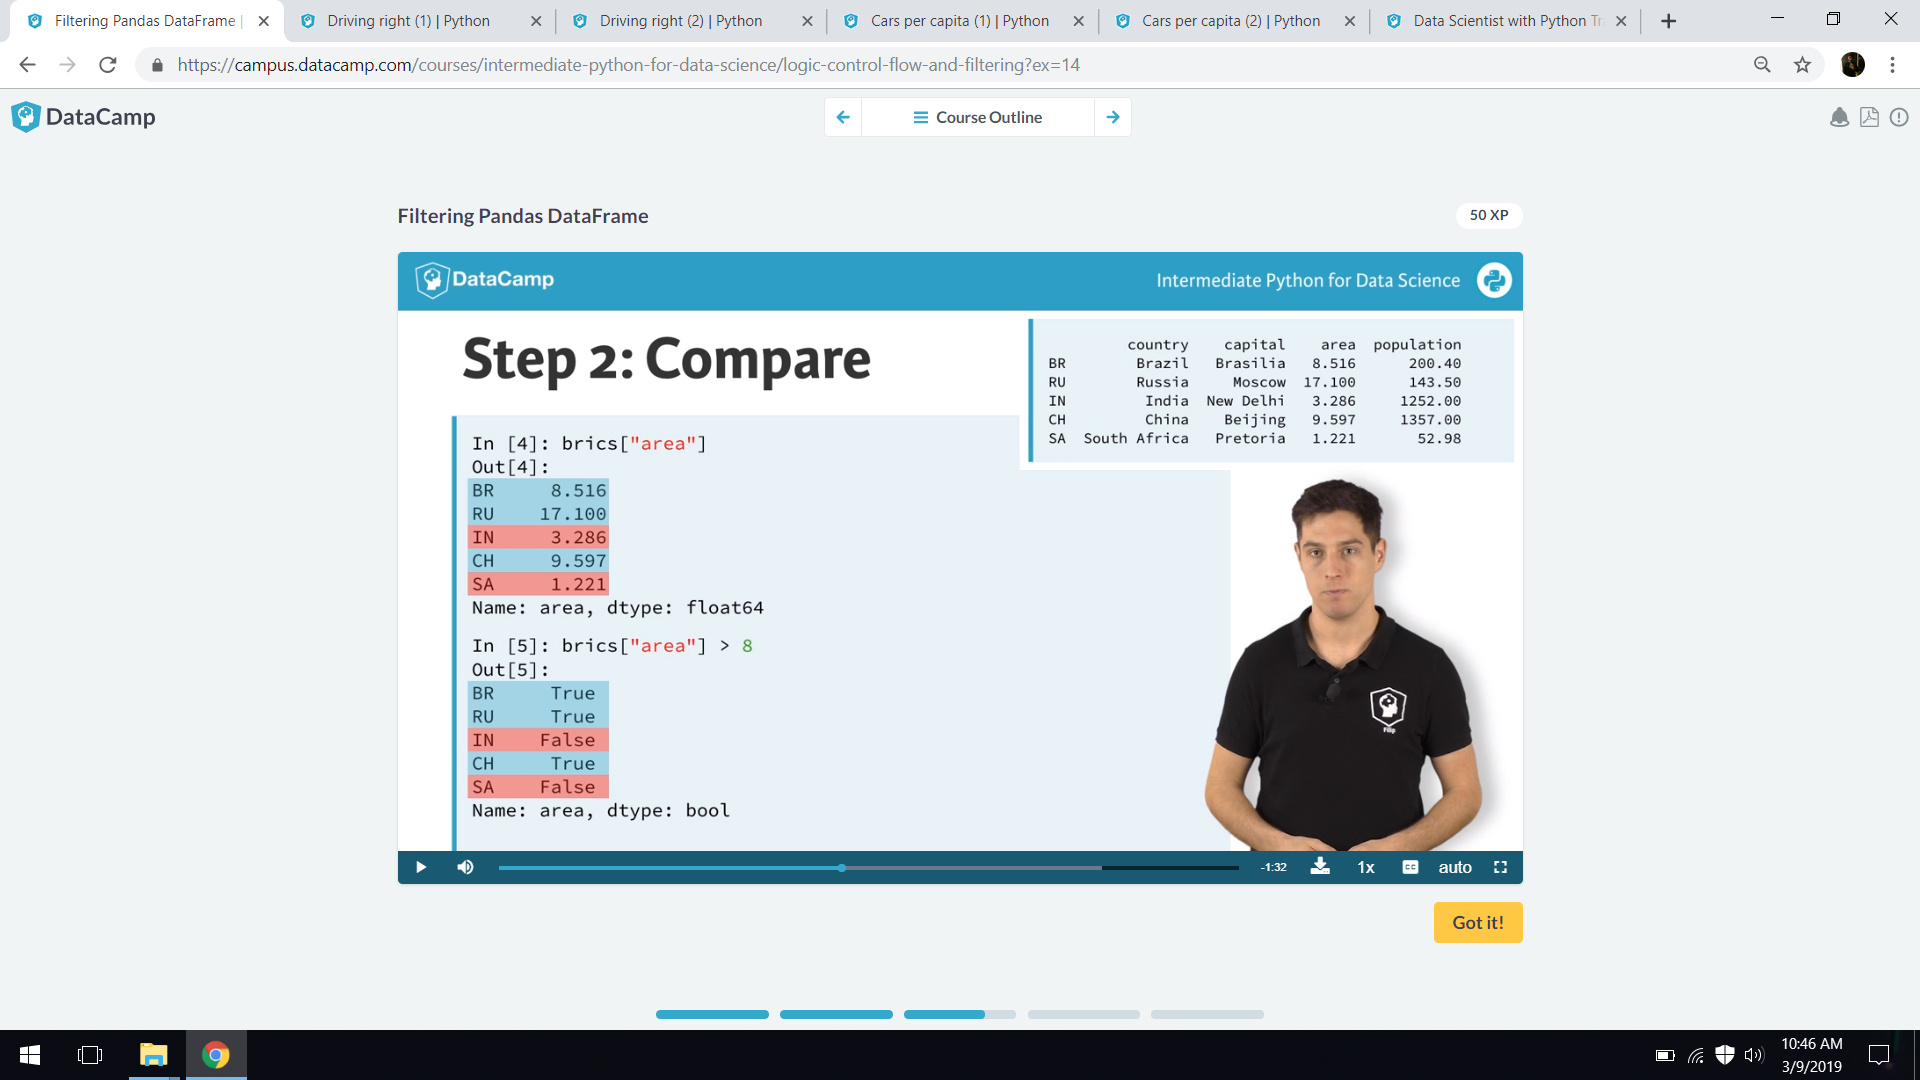 Filtering Pandas DataFrame |
Driving right (1) | Python
Driving right (2) | Python
Cars per capita (1) | Python
Cars per capita (2) | Python
Data Scientist with Python Tr
https://campus.datacamp.com/courses/intermediate-python-for-data-science/logic-control-flow-and-filtering?ex=14
DataCamp
Course Outline
Filtering Pandas DataFrame
50 XP
DataCamp
Intermediate Python for Data Science
Step 2: Compare
country capital area population
BR Brazil Brasilia 8.516 200.40
RU Russia Moscow 17.100 143.50
IN India New Delhi 3.286 1252.00
CH China Beijing 9.597 1357.00
SA South Africa Pretoria 1.221 52.98
In [4]: brics["area"]
Out[4]:
BR 8.516
RU 17.100
IN 3.286
CH 9.597
SA 1.221
Name: area, dtype: float64
In [5]: brics["area"] > 8
Out[5]:
BR True
RU True
IN False
CH True
SA False
Name: area, dtype: bool
Filip
-1:32
1x
CC
auto
Got it!
10:46 AM
3/9/2019